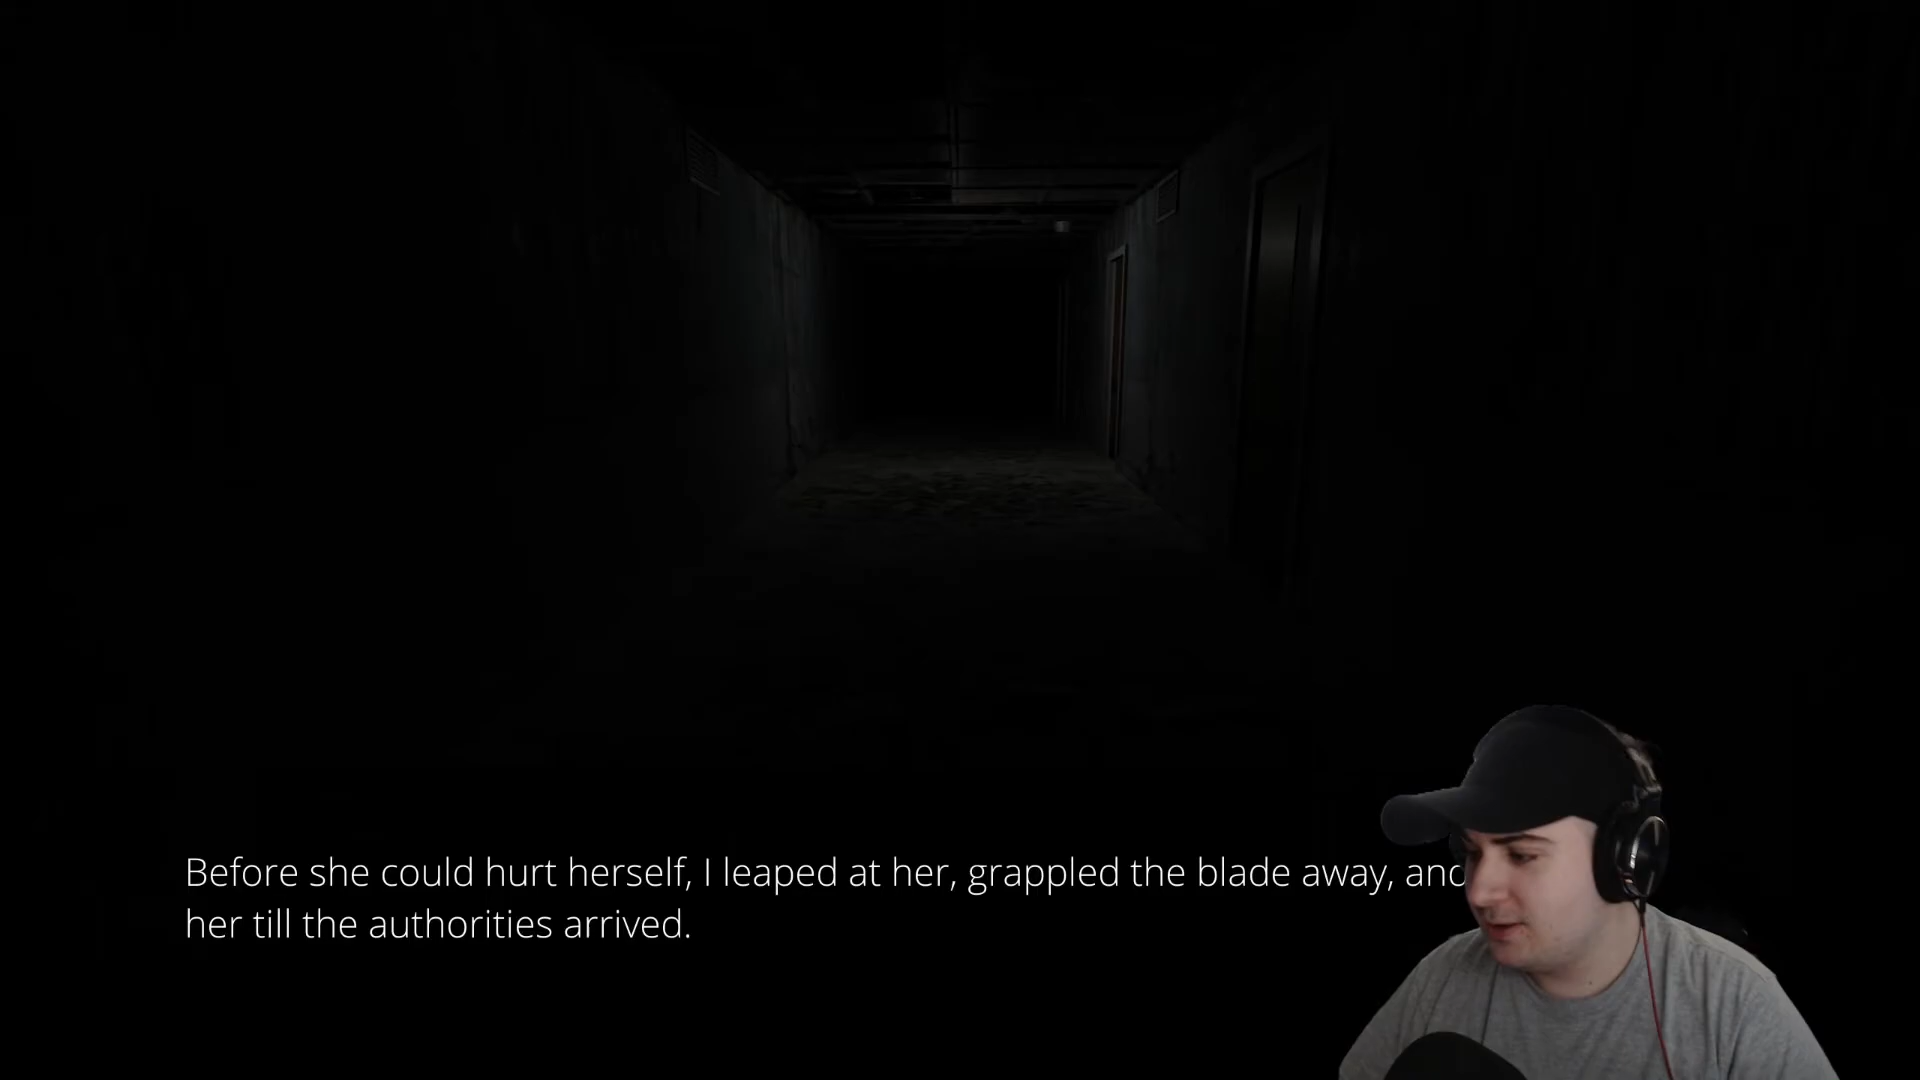 Before she could hurt herself, I leaped at her, grappled the blade away, and
her till the authorities arrived.